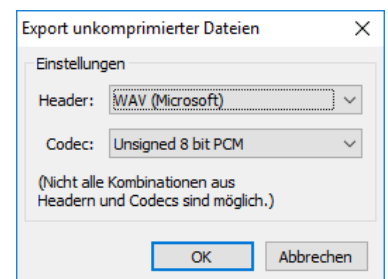 Export unkomprimierter Dateien
Einstellungen
Header: WAV (Microsoft)
Codec: Unsigned 8 bit PCM
(Nicht alle Kombinationen aus
Headern und Codecs sind möglich.)
OK Abbrechen